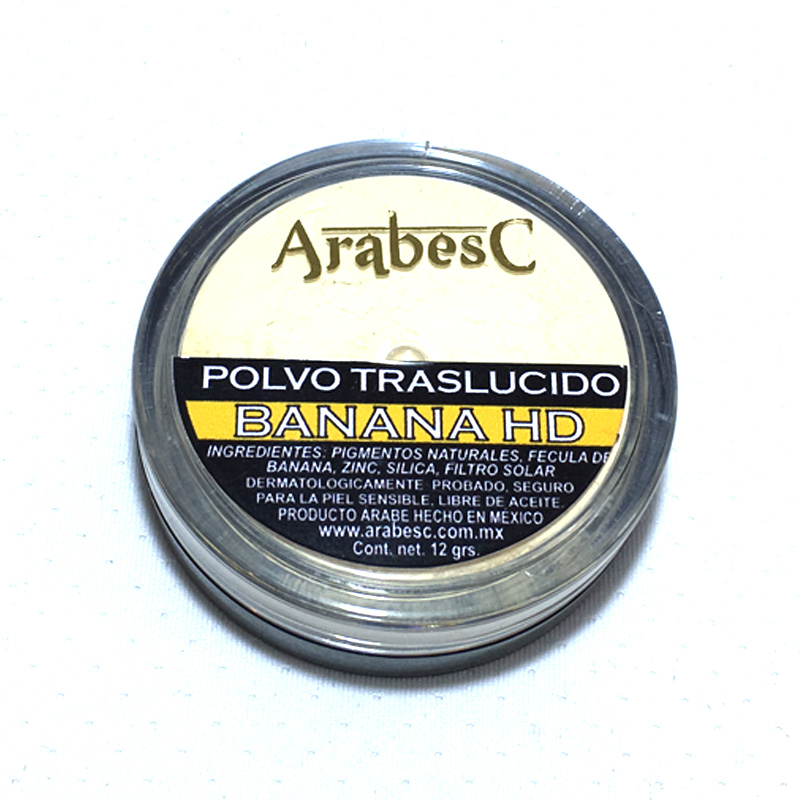 ArabesC
POLVO TRASLUCIDO
BANANA HD
INGREDIENTES: PIGMENTOS NATURALES, FECULA DE
BANANA, ZINC, SILICA, FILTRO SOLAR
DERMATOLOGICAMENTE PROBADO, SEGURO
PARA LA PIEL SENSIBLE, LIBRE DE ACEITE.
PRODUCTO ARABE HECHO EN MÉXICO
www.arabesc.com.mx
Cont. net. 12 grs.